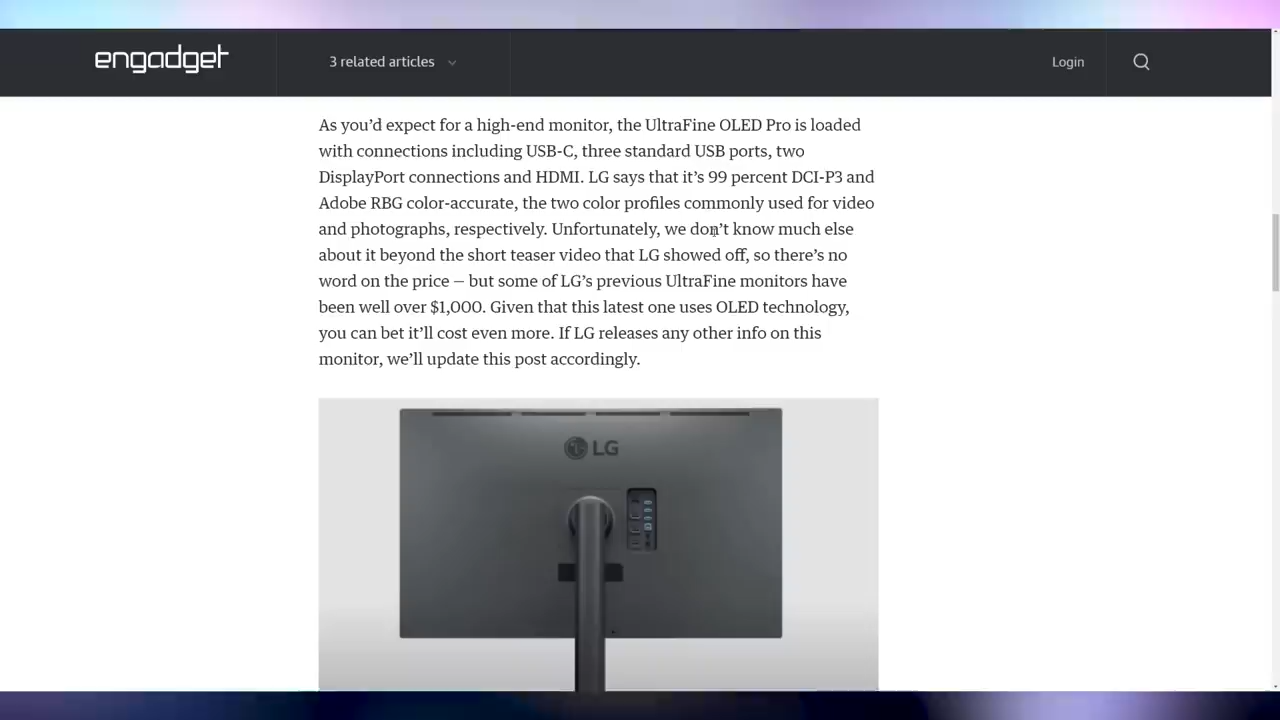 engadget
3 related articles
Login
As you’d expect for a high-end monitor, the UltraFine OLED Pro is loaded
with connections including USB-C, three standard USB ports, two
DisplayPort connections and HDMI. LG says that it’s 99 percent DCI-P3 and
Adobe RBG color-accurate, the two color profiles commonly used for video
and photographs, respectively. Unfortunately, we don’t know much else
about it beyond the short teaser video that LG showed off, so there’s no
word on the price — but some of LG’s previous UltraFine monitors have
been well over $1,000. Given that this latest one uses OLED technology,
you can bet it’ll cost even more. If LG releases any other info on this
monitor, we’ll update this post accordingly.
LG